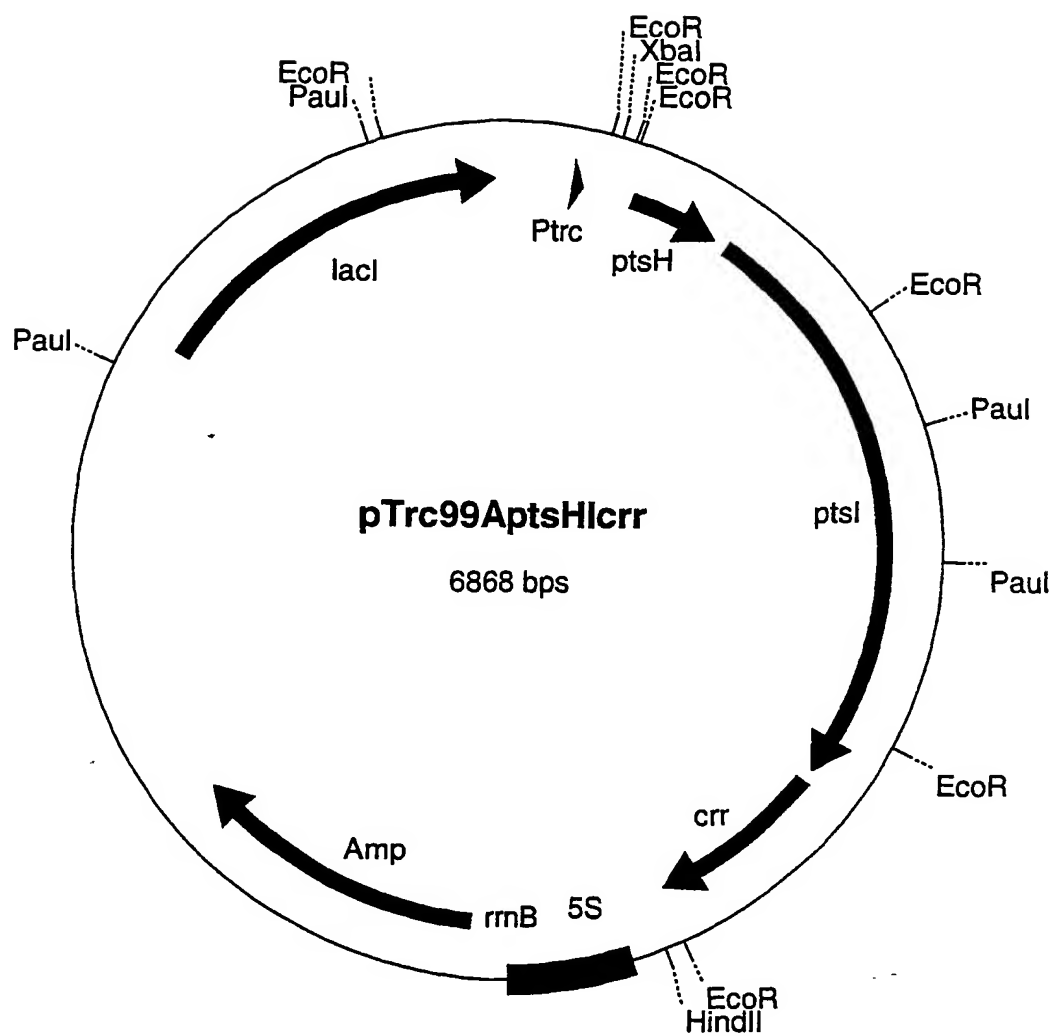 EcoR
XbaI
EcoR
EcoR
EcoR
PauI
Ptrc
ptsH
lacI
EcoR
PauI
PauI
pTrc99AptsHIcrr
ptsI
6868 bps
PauI
EcoR
crr
Amp
rrnB
5S
EcoR
HindII